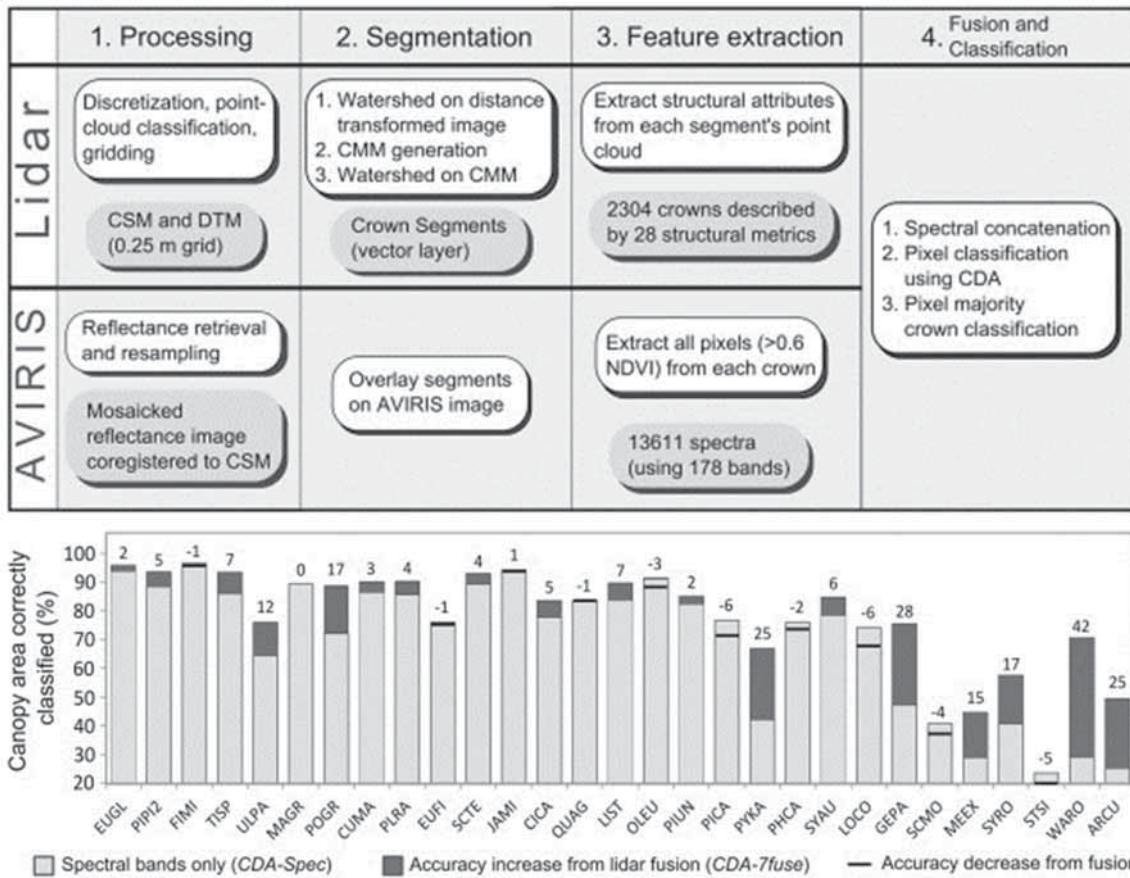 1. Processing
2. Segmentation
3. Feature extraction
4. Fusion and
Classification
Lidar
Discretization, point-
cloud classification,
gridding
CSM and DTM
(0.25 m grid)
1. Watershed on distance
transformed image
2. CMM generation
3. Watershed on CMM
Crown Segments
(vector layer)
Extract structural attributes
from each segment's point
cloud
2304 crowns described
by 28 structural metrics
1. Spectral concatenation
2. Pixel classification
using CDA
3. Pixel majority
crown classification
AVIRIS
Reflectance retrieval
and resampling
Mosaicked
reflectance image
coregistered to CSM
Overlay segments
on AVIRIS image
Extract all pixels (>0.6
NDVI) from each crown
13611 spectra
(using 178 bands)
Canopy area correctly
classified (%)
100
90
80
70
60
50
40
30
20
2 5 -1 7 12 0 17 3 4 -1 4 1 5 -1 7 -3 2 -6 25 -2 6 -6 28 -4 15 17 -5 42 25
EUGL PIPI2 FIMI TISP ULPA MAGR POGR CUMA PLRA EUFI SCTE JAMI CICA QUAG LIST OLEU PIUN PICA PYKA PHCA SYAU LOCO GEPA SCMO MEEX SYRO STSI WARO ARCU
Spectral bands only (CDA-Spec)
Accuracy increase from lidar fusion (CDA-7fuse)
Accuracy decrease from fusion